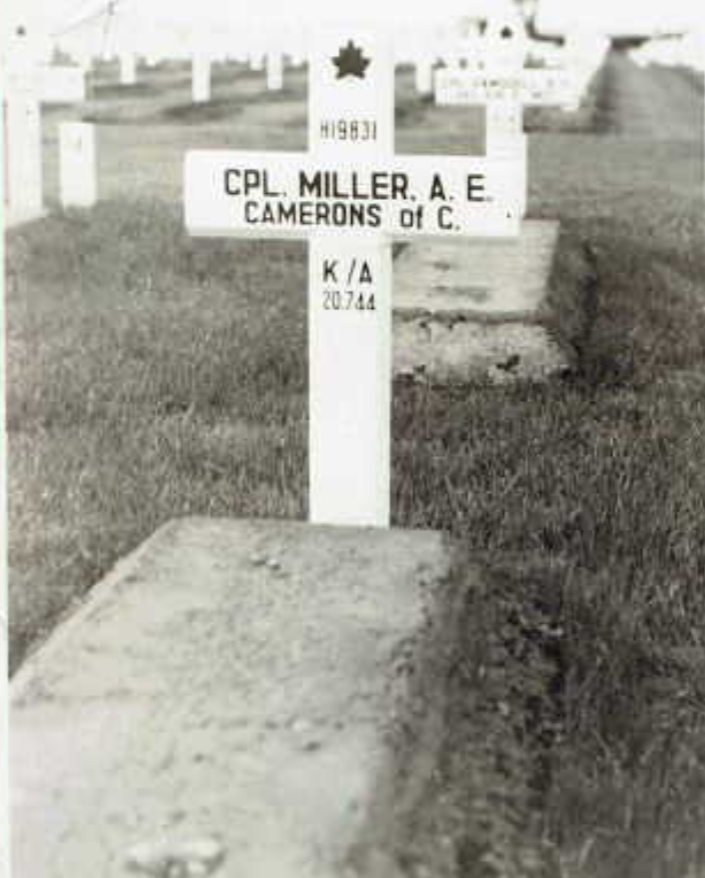 H19831
CPL. MILLER. A. E.
CAMERONS of C.
K/A
20.7.44